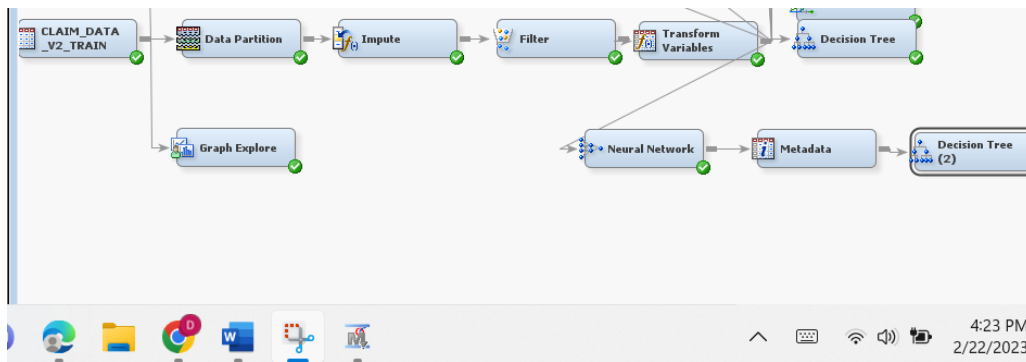 CLAIM_DATA
_V2_TRAIN
Data Partition
Impute
Filter
Transform
Variables
Decision Tree
Graph Explore
Neural Network
Metadata
Decision Tree
(2)
D
W
4:23 PM
2/22/2023